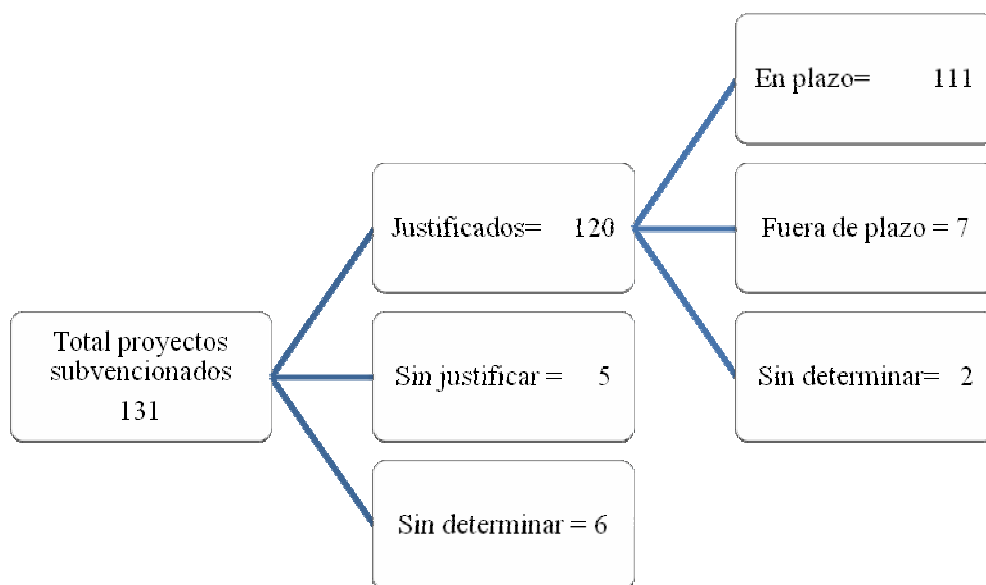 En plazo= 111
Justificados= 120
Fuera de plazo = 7
Total proyectos
subvencionados
131
Sin justificar = 5
Sin determinar= 2
Sin determinar = 6